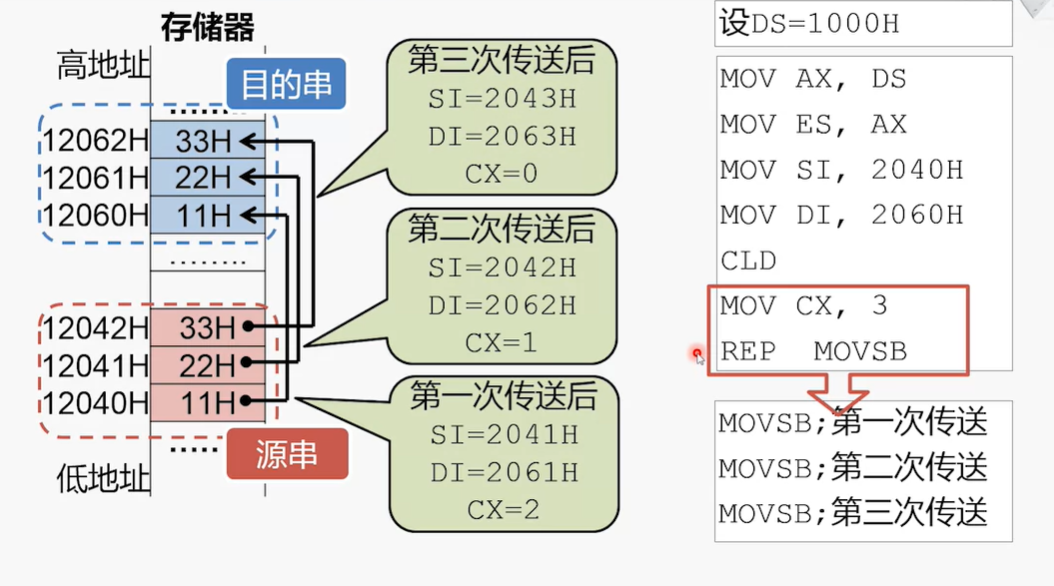 存储器
高地址
目的串
......
12062H 33H
12061H 22H
12060H 11H
........
12042H 33H
12041H 22H
12040H 11H
.....
源串
低地址
第三次传送后
SI=2043H
DI=2063H
CX=0
第二次传送后
SI=2042H
DI=2062H
CX=1
第一次传送后
SI=2041H
DI=2061H
CX=2
设DS=1000H
MOV AX, DS
MOV ES, AX
MOV SI, 2040H
MOV DI, 2060H
CLD
MOV CX, 3
REP MOVSB
MOVSB;第一次传送
MOVSB;第二次传送
MOVSB;第三次传送